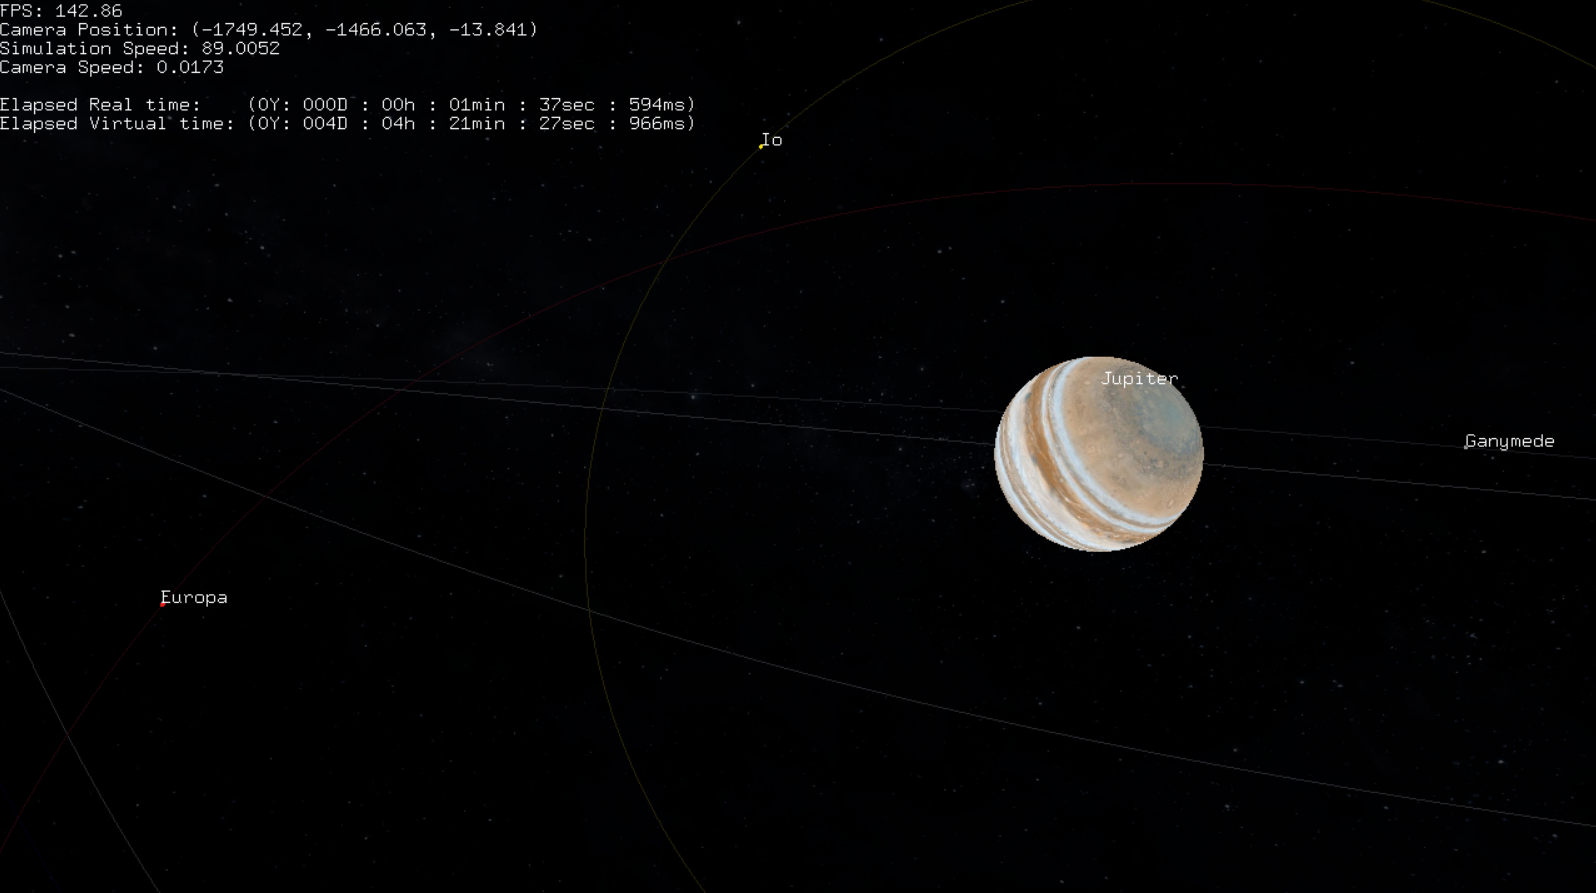 FPS: 142.86
Camera Position: (-1749.452, -1466.063, -13.841)
Simulation Speed: 89.0052
Camera Speed: 0.0173
Elapsed Real time: (0Y: 000D : 00h : 01min : 37sec : 594ms)
Elapsed Virtual time: (0Y: 004D : 04h : 21min : 27sec : 966ms)
Io
Jupiter
Ganymede
Europa